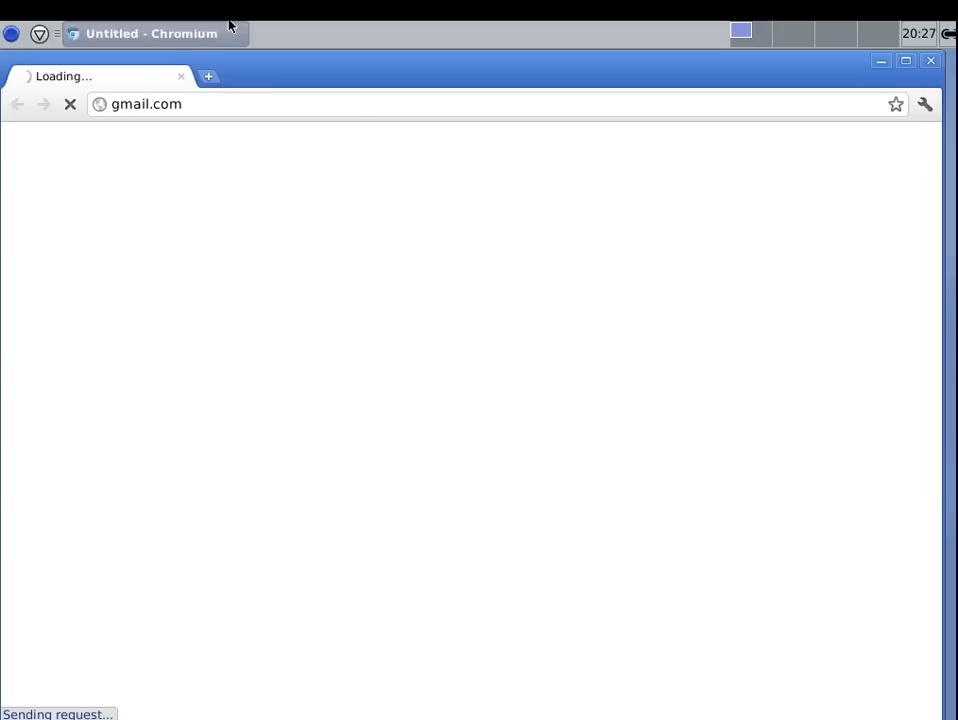 Untitled - Chromium
20:27
Loading...
gmail.com
Sending request...